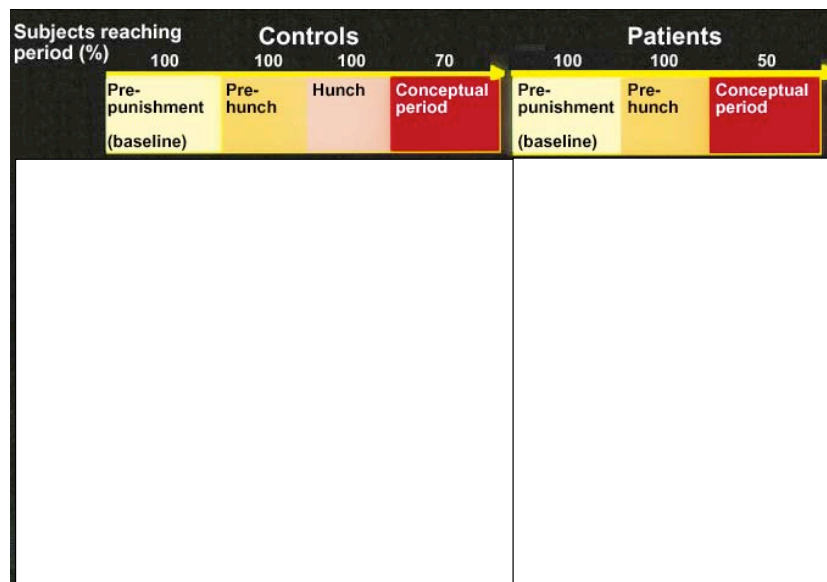 Subjects reaching
period (%)
Controls
100 100 100 70
Pre-
punishment
(baseline)
Pre-
hunch
Hunch
Conceptual
period
Patients
100 100 50
Pre-
punishment
(baseline)
Pre-
hunch
Conceptual
period